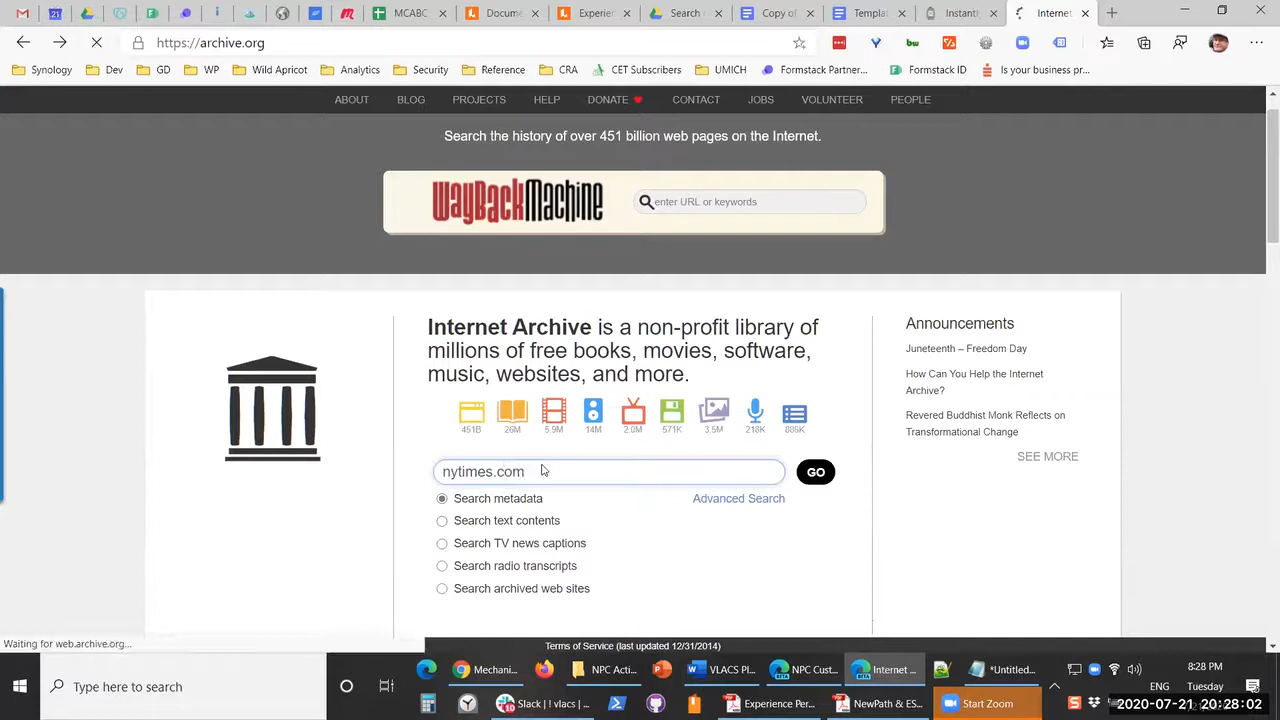 21
MCABC
Docume
Experier
Search
Copy of
Templat
Instantly
Internet
https://archive.org
bw
Synology
Dev
GD
WP
Wild Apricot
Analytics
Security
Reference
CRA
CET Subscribers
UMICH
Formstack Partner...
Formstack ID
Is your business pr...
ABOUT
BLOG
PROJECTS
HELP
DONATE
CONTACT
JOBS
VOLUNTEER
PEOPLE
Search the history of over 451 billion web pages on the Internet.
WayBackMachine
enter URL or keywords
Internet Archive is a non-profit library of
millions of free books, movies, software,
music, websites, and more.
451B
26M
5.9M
14M
2.0M
571K
3.5M
218K
888K
nytimes.com
GO
Search metadata
Advanced Search
Search text contents
Search TV news captions
Search radio transcripts
Search archived web sites
Announcements
Juneteenth – Freedom Day
How Can You Help the Internet
Archive?
Revered Buddhist Monk Reflects on
Transformational Change
SEE MORE
Waiting for web.archive.org...
Terms of Service (last updated 12/31/2014)
Type here to search
Mechani...
NPC Acti...
VLACS Pl...
NPC Cust...
Internet ...
*Untitled...
Slack | ! vlacs | ...
Experience Per...
NewPath & ES...
Start Zoom
ENG
8:28 PM
Tuesday
2020-07-21 20:28:02